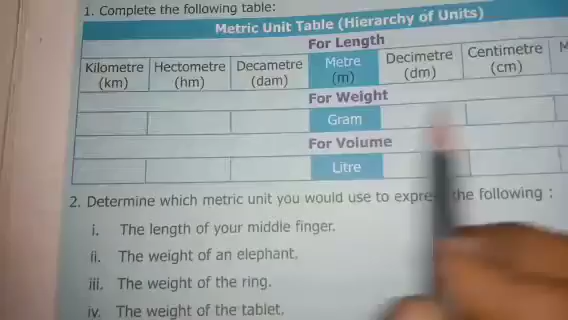 1. Complete the following table:
Metric Unit Table (Hierarchy of Units)
For Length
Kilometre Hectometre Decametre Metre Decimetre Centimetre M
(km) (hm) (dam) (m) (dm) (cm)
For Weight
Gram
For Volume
Litre
2. Determine which metric unit you would use to expre the following :
i. The length of your middle finger.
ii. The weight of an elephant.
iii. The weight of the ring.
iv. The weight of the tablet.